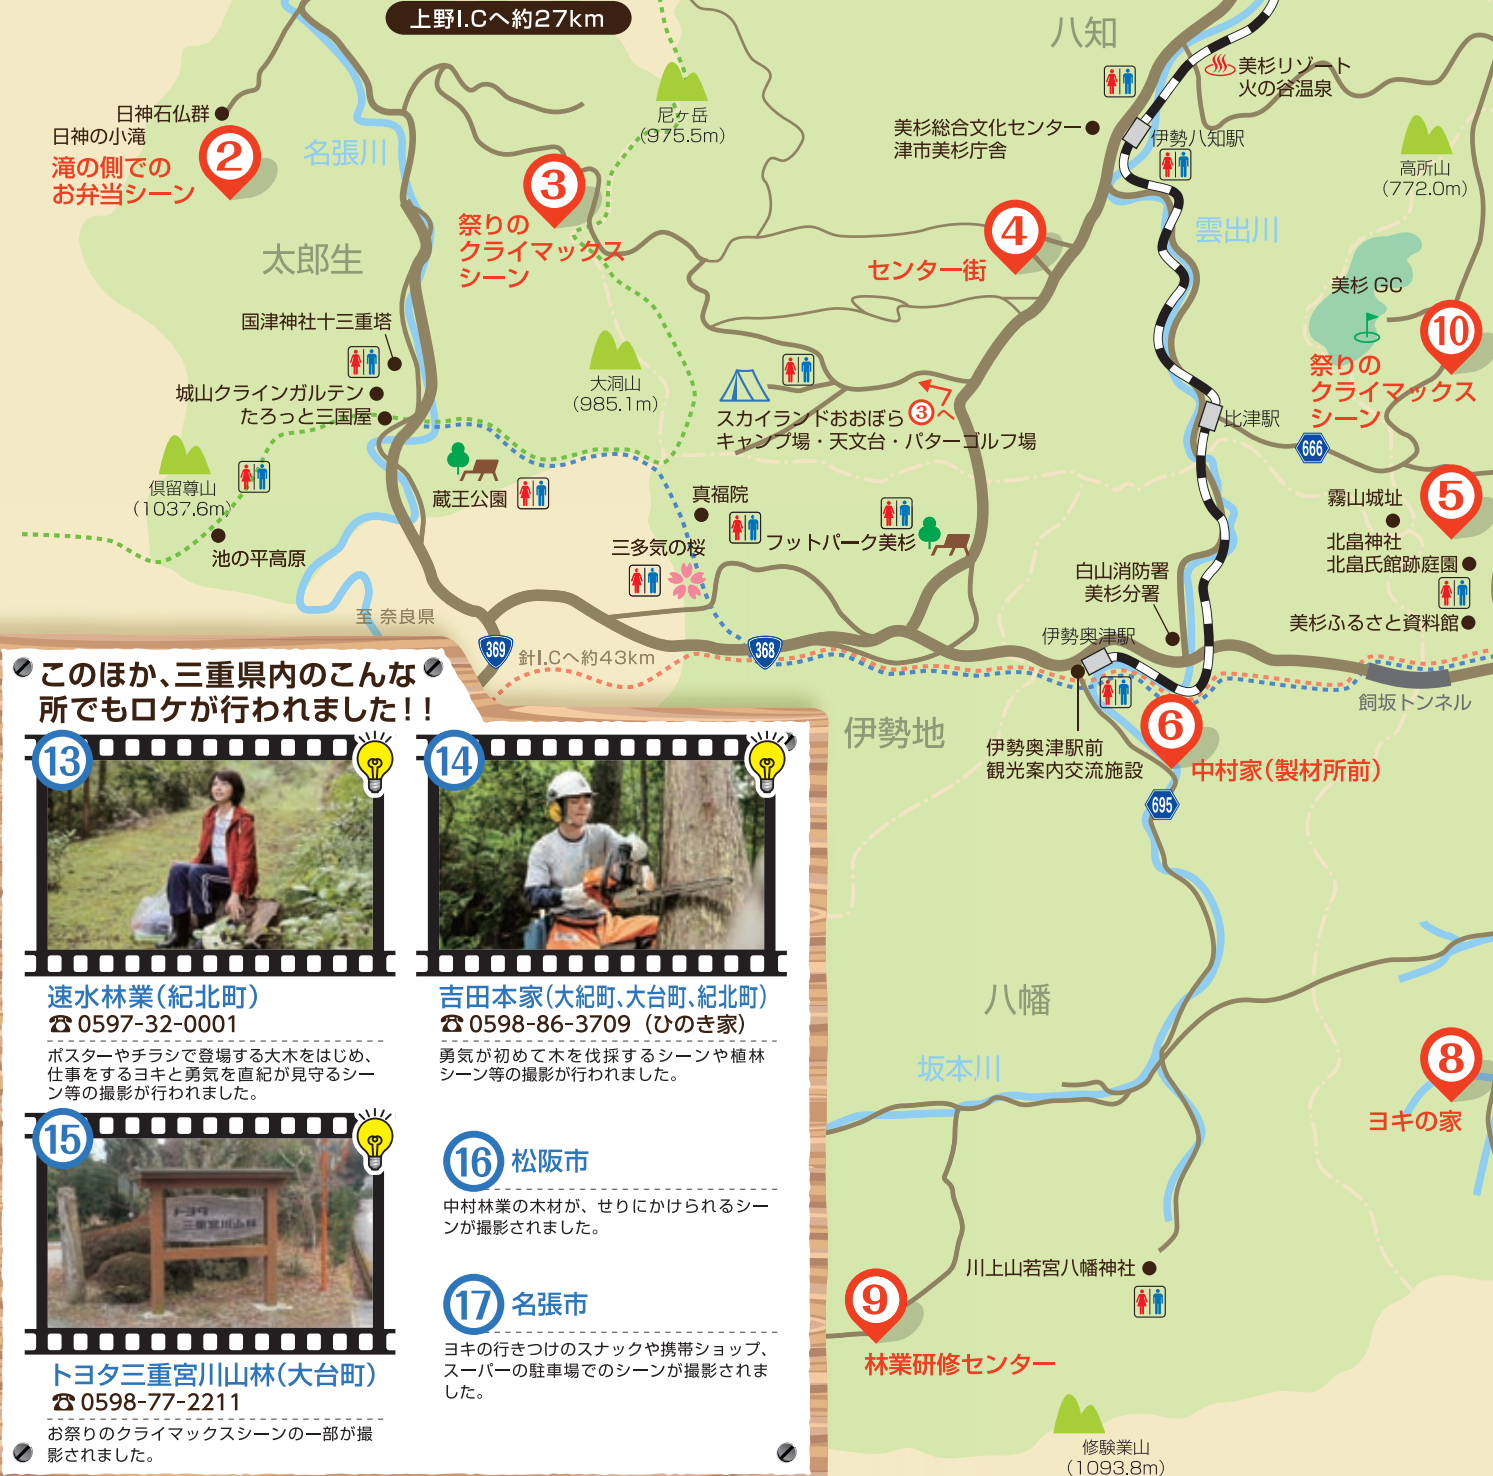 上野I.Cへ約27km
八知
美杉リゾート
火の谷温泉
日神石仏群
日神の小滝
2
滝の側での
お弁当シーン
名張川
尼ヶ岳
(975.5m)
美杉総合文化センター
津市美杉庁舎
伊勢八知駅
高所山
(772.0m)
3
祭りの
クライマックス
シーン
4
センター街
雲出川
太郎生
美杉 GC
10
祭りの
クライマックス
シーン
国津神社十三重塔
城山クラインガルテン
たろっと三国屋
大洞山
(985.1m)
スカイランドおおぼら
キャンプ場・天文台・パターゴルフ場
3へ
比津駅
666
倶留尊山
(1037.6m)
池の平高原
蔵王公園
真福院
三多気の桜
フットパーク美杉
霧山城址
5
北畠神社
北畠氏館跡庭園
美杉ふるさと資料館
白山消防署
美杉分署
伊勢奥津駅
至 奈良県
369
針I.Cへ約43km
368
飼坂トンネル
伊勢地
伊勢奥津駅前
観光案内交流施設
6
中村家(製材所前)
695
八幡
坂本川
8
ヨキの家
川上山若宮八幡神社
9
林業研修センター
修験業山
(1093.8m)
このほか、三重県内のこんな
所でもロケが行われました!!
13
速水林業(紀北町)
☎ 0597-32-0001
ポスターやチラシで登場する大木をはじめ、
仕事をするヨキと勇気を直紀が見守るシー
ン等の撮影が行われました。
14
吉田本家(大紀町、大台町、紀北町)
☎ 0598-86-3709（ひのき家）
勇気が初めて木を伐採するシーンや植林
シーン等の撮影が行われました。
15
トヨタ
三重宮川山林
トヨタ三重宮川山林(大台町)
☎ 0598-77-2211
お祭りのクライマックスシーンの一部が撮
影されました。
16 松阪市
中村林業の木材が、せりにかけられるシー
ンが撮影されました。
17 名張市
ヨキの行きつけのスナックや携帯ショップ、
スーパーの駐車場でのシーンが撮影されま
した。